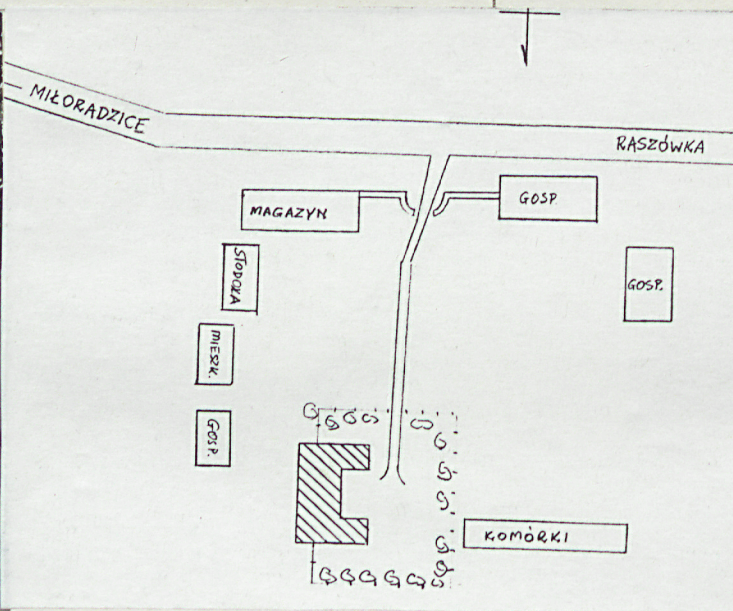 MIŁORADZICE
RASZÓWKA
MAGAZYN
GOSP.
STODOŁA
GOSP.
MIESZK.
GOSP.
KOMÓRKI